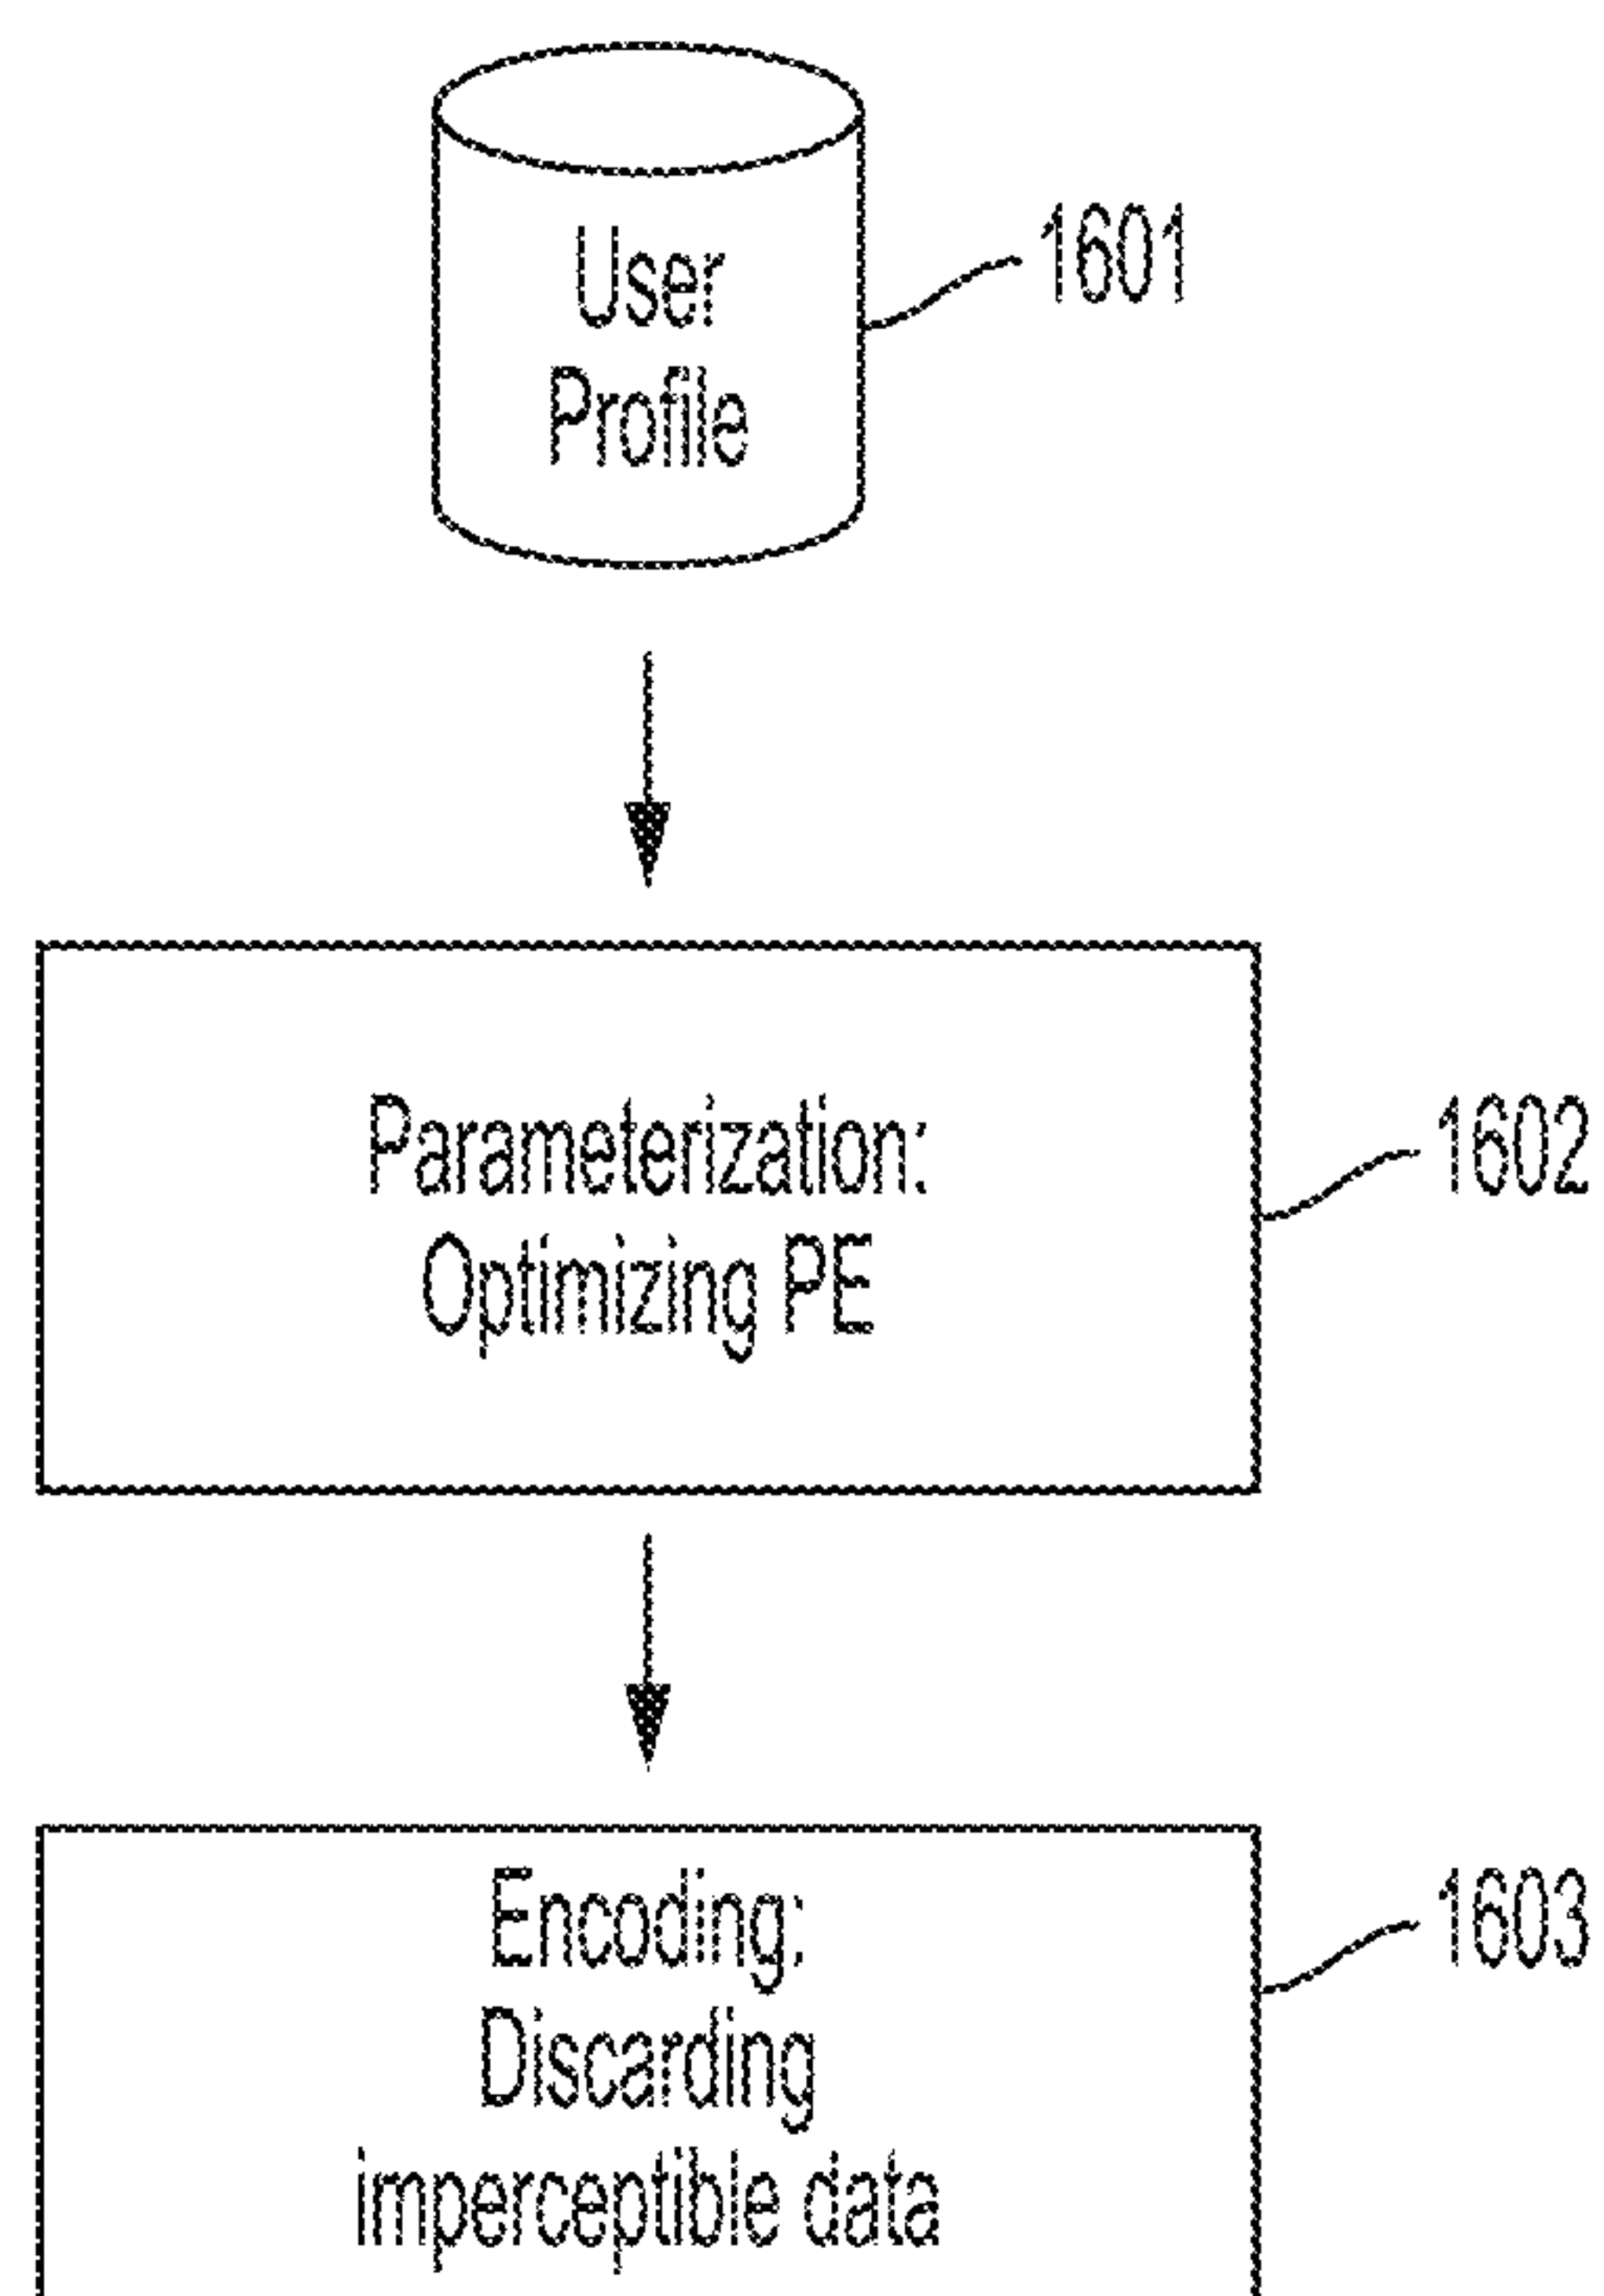 User
Profile
1601
Parameterization:
Optimizing PE
1602
Encoding:
Discarding
imperceptible data
1603